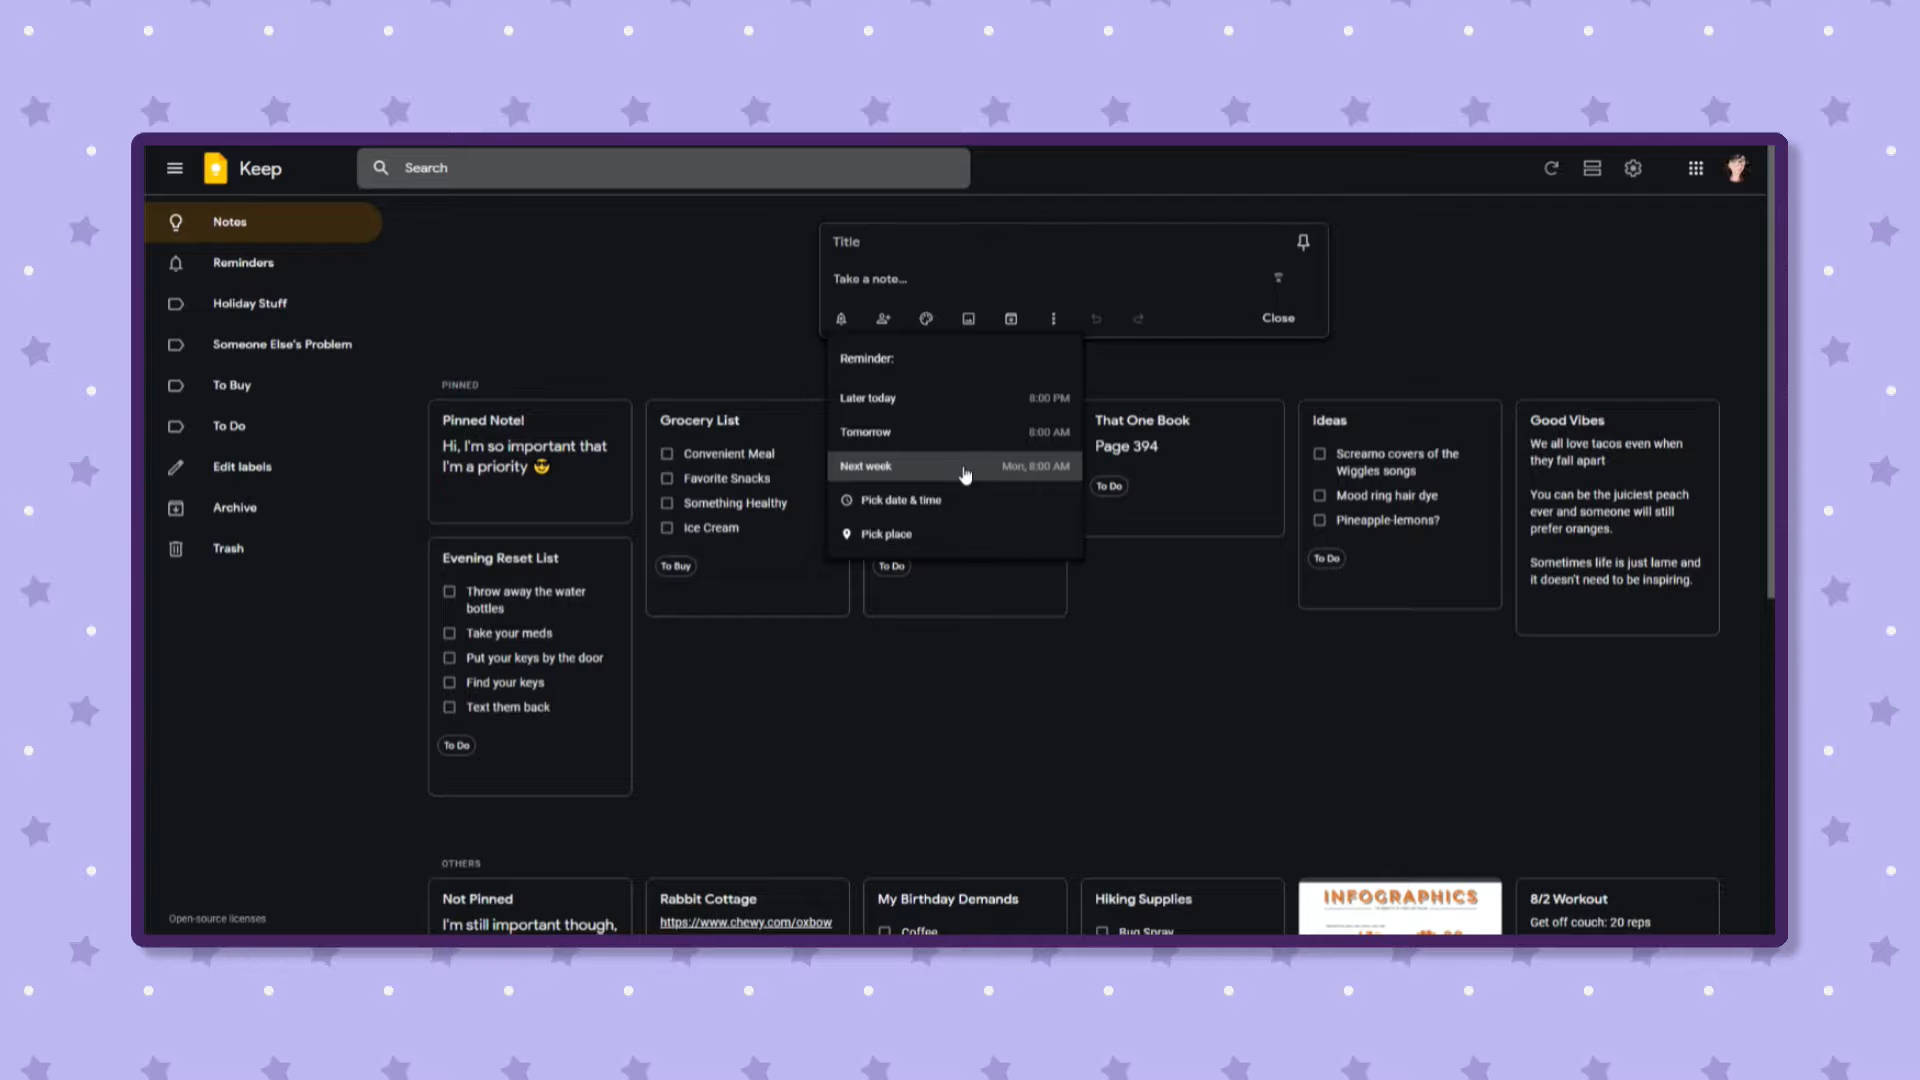 Keep
Search
Notes
Reminders
Holiday Stuff
Someone Else's Problem
To Buy
To Do
Edit labels
Archive
Trash
Open-source licenses
Title
Take a note...
Close
Reminder:
Later today 8:00 PM
Tomorrow 8:00 AM
Next week Mon, 8:00 AM
Pick date & time
Pick place
PINNED
Pinned Note!
Hi, I'm so important that
I'm a priority 😎
Evening Reset List
Throw away the water
bottles
Take your meds
Put your keys by the door
Find your keys
Text them back
To Do
Grocery List
Convenient Meal
Favorite Snacks
Something Healthy
Ice Cream
To Buy
To Do
That One Book
Page 394
To Do
Ideas
Screamo covers of the
Wiggles songs
Mood ring hair dye
Pineapple-lemons?
To Do
Good Vibes
We all love tacos even when
they fall apart
You can be the juiciest peach
ever and someone will still
prefer oranges.
Sometimes life is just lame and
it doesn't need to be inspiring.
OTHERS
Not Pinned
I'm still important though,
Rabbit Cottage
https://www.chewy.com/oxbow
My Birthday Demands
Coffee
Hiking Supplies
Bug Spray
INFOGRAPHICS
8/2 Workout
Get off couch: 20 reps